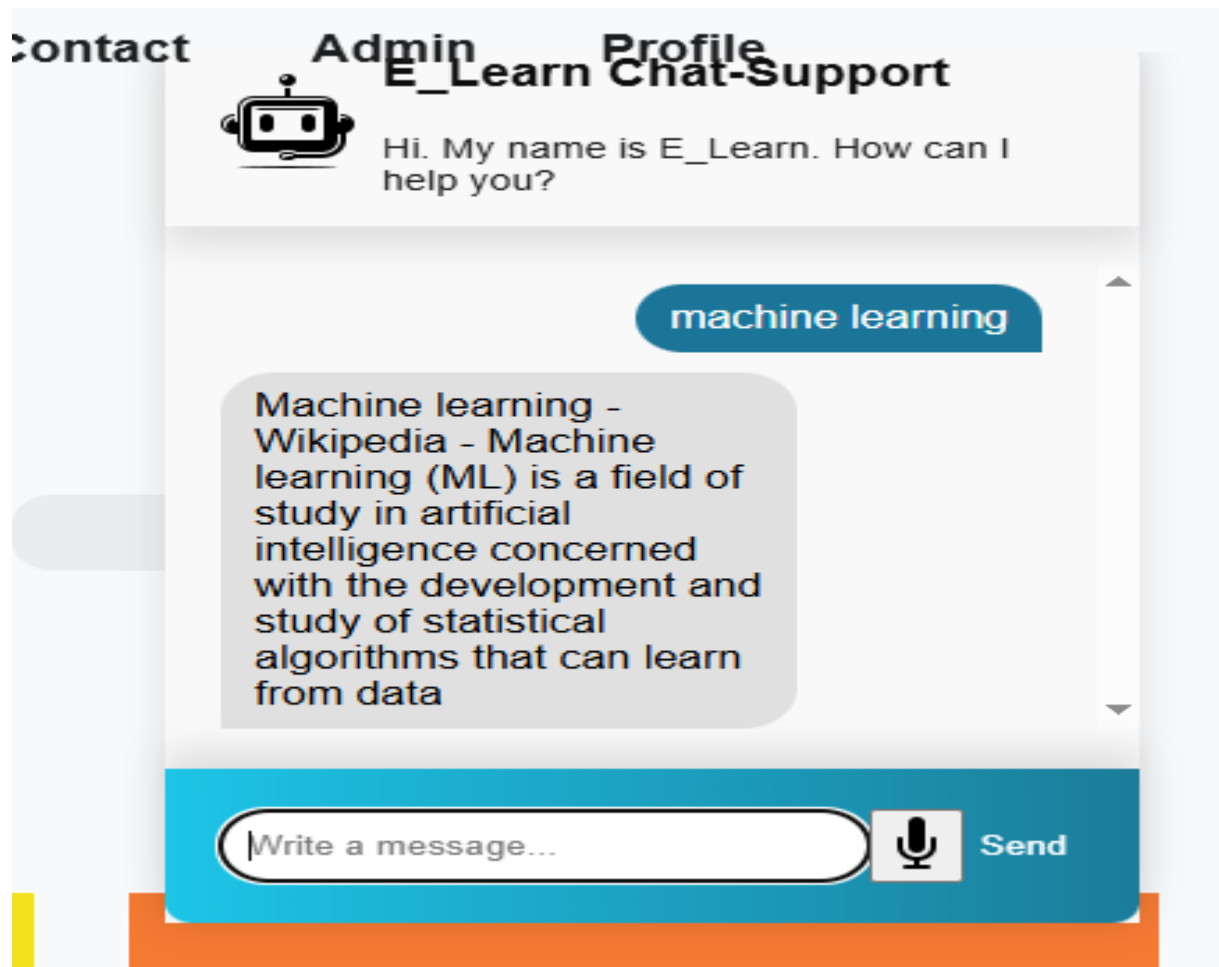 Contact Admin Profile
E_Learn Chat-Support
Hi. My name is E_Learn. How can I
help you?
machine learning
Machine learning -
Wikipedia - Machine
learning (ML) is a field of
study in artificial
intelligence concerned
with the development and
study of statistical
algorithms that can learn
from data
Write a message...
Send